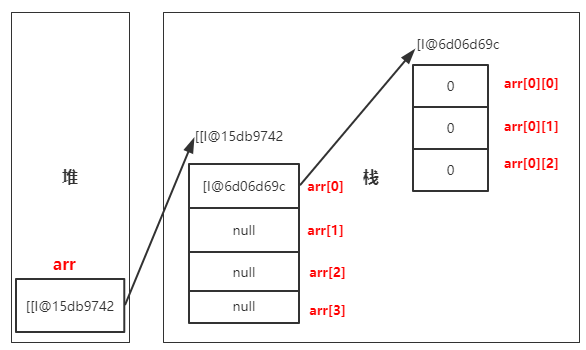 [I@6d06d69c
0
arr[0][0]
0
arr[0][1]
0
arr[0][2]
[[I@15db9742
堆
[I@6d06d69c
arr[0]
栈
null
arr[1]
arr
null
arr[2]
[[I@15db9742
null
arr[3]